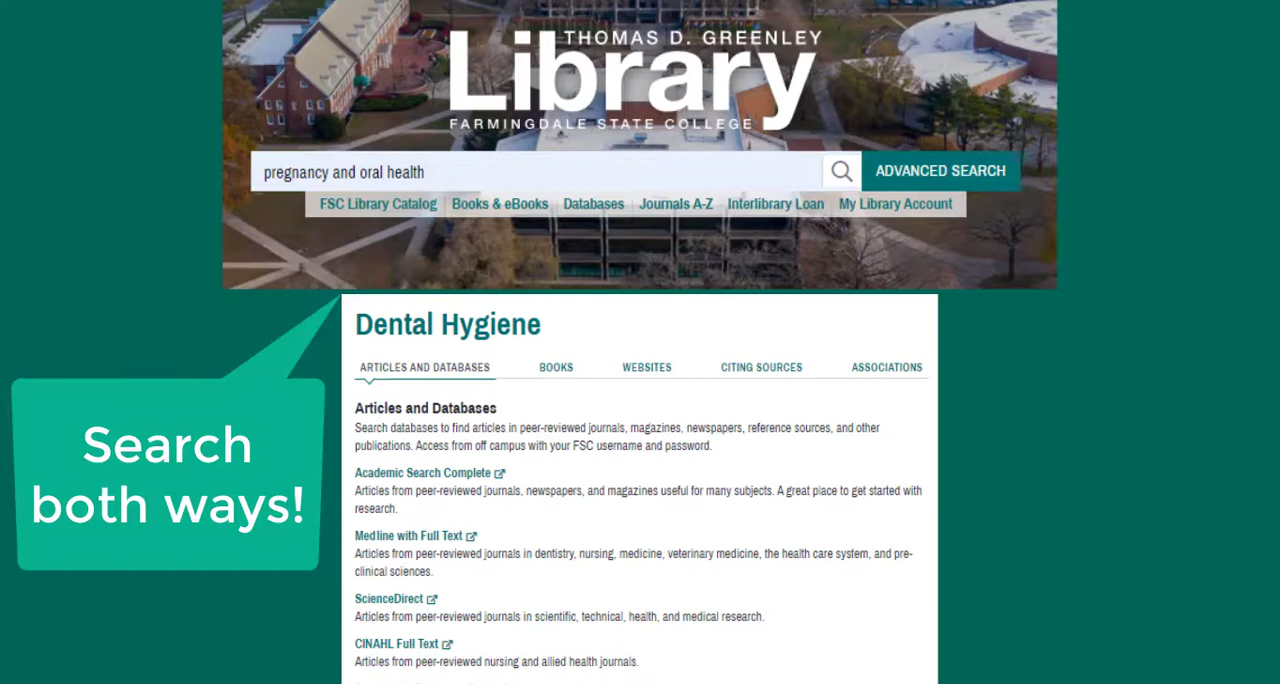 THOMAS D. GREENLEY
Library
FARMINGDALE STATE COLLEGE
pregnancy and oral health
ADVANCED SEARCH
FSC Library Catalog Books & eBooks Databases Journals A-Z Interlibrary Loan My Library Account
Dental Hygiene
ARTICLES AND DATABASES BOOKS WEBSITES CITING SOURCES ASSOCIATIONS
Articles and Databases
Search databases to find articles in peer-reviewed journals, magazines, newspapers, reference sources, and other
publications. Access from off campus with your FSC username and password.
Academic Search Complete
Articles from peer-reviewed journals, newspapers, and magazines useful for many subjects. A great place to get started with
research.
Medline with Full Text
Articles from peer-reviewed journals in dentistry, nursing, medicine, veterinary medicine, the health care system, and pre-
clinical sciences.
ScienceDirect
Articles from peer-reviewed journals in scientific, technical, health, and medical research.
CINAHL Full Text
Articles from peer-reviewed nursing and allied health journals.
Search
both ways!